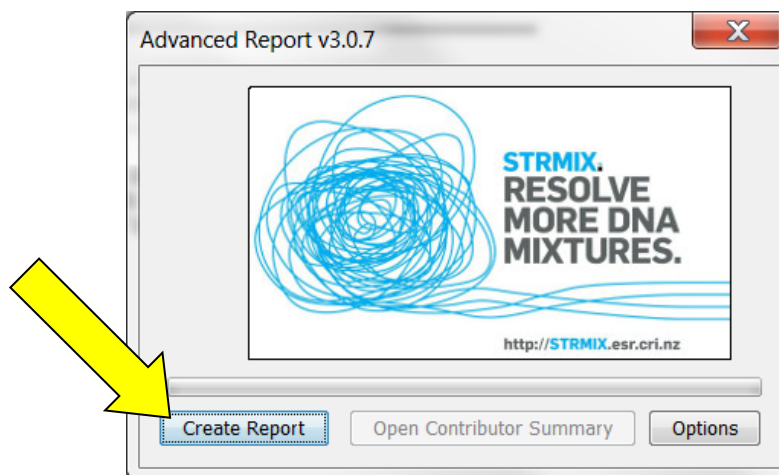 Advanced Report v3.0.7
STRMIX.
RESOLVE
MORE DNA
MIXTURES.
http://STRMIX.esr.cri.nz
Create Report
Open Contributor Summary
Options